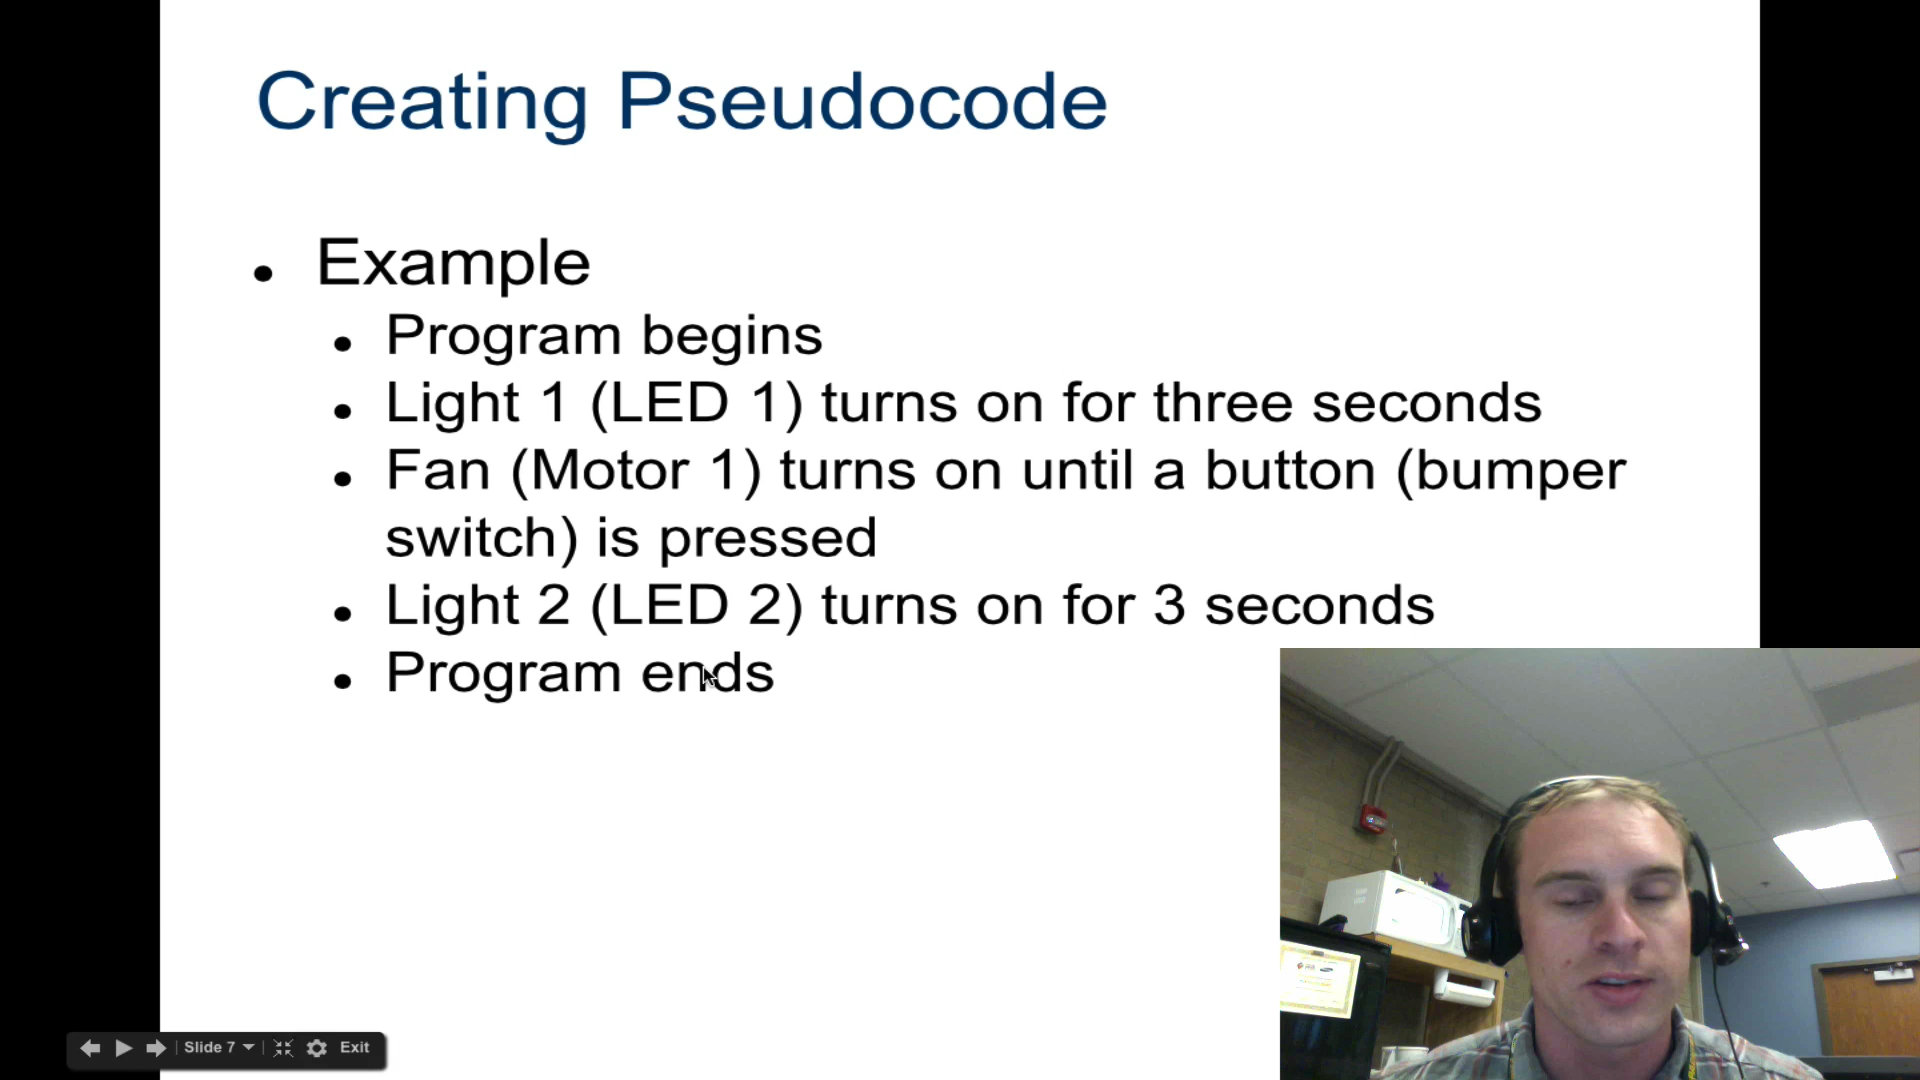 Creating Pseudocode
• Example
• Program begins
• Light 1 (LED 1) turns on for three seconds
• Fan (Motor 1) turns on until a button (bumper
switch) is pressed
• Light 2 (LED 2) turns on for 3 seconds
• Program ends
Slide 7
Exit